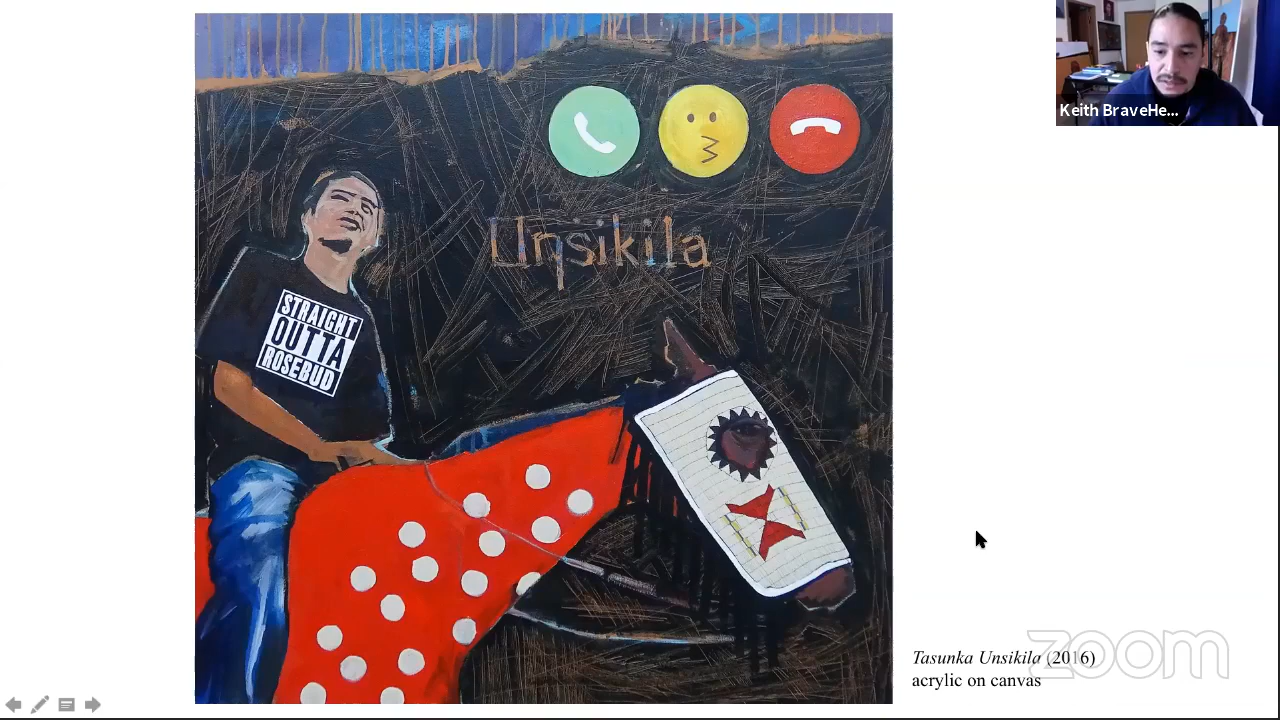 Keith BraveHe...
Unsikila
STRAIGHT
OUTTA
ROSEBUD
Tasunka Unsikila (2016)
acrylic on canvas
zoom